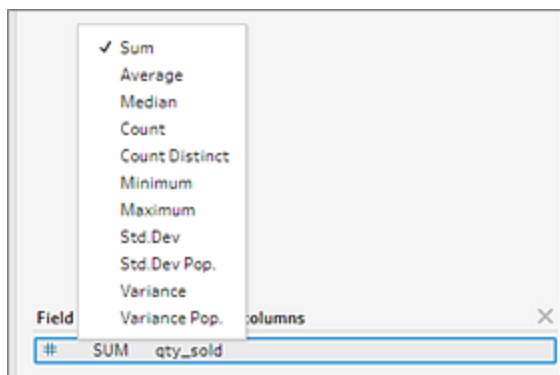 ✓ Sum
Average
Median
Count
Count Distinct
Minimum
Maximum
Std.Dev
Std.Dev Pop.
Variance
Variance Pop.
Field columns
# SUM qty_sold